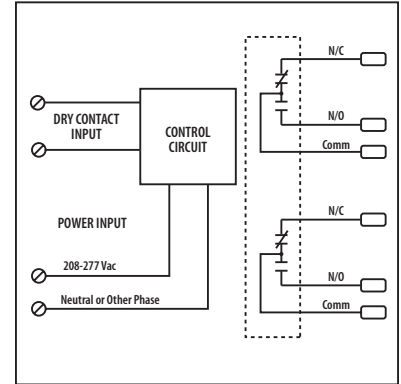 DRY CONTACT
INPUT
CONTROL
CIRCUIT
POWER INPUT
208-277 Vac
Neutral or Other Phase
N/C
N/O
Comm
N/C
N/O
Comm